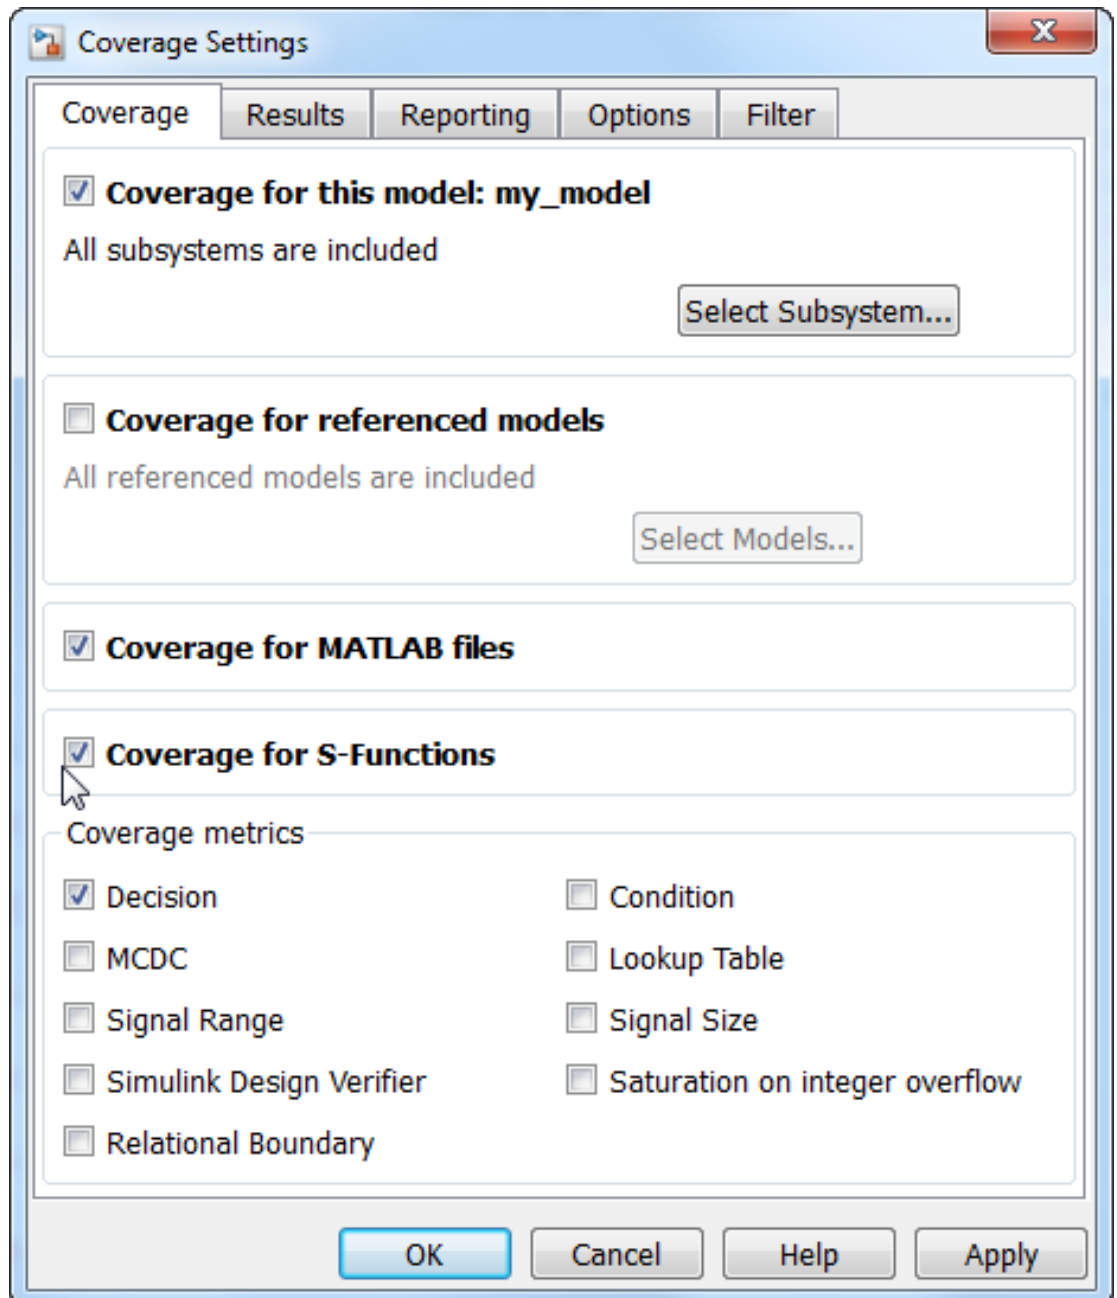 Coverage Settings
Coverage Results Reporting Options Filter
Coverage for this model: my_model
All subsystems are included
Select Subsystem...
Coverage for referenced models
All referenced models are included
Select Models...
Coverage for MATLAB files
Coverage for S-Functions
Coverage metrics
Decision Condition
MCDC Lookup Table
Signal Range Signal Size
Simulink Design Verifier Saturation on integer overflow
Relational Boundary
OK Cancel Help Apply